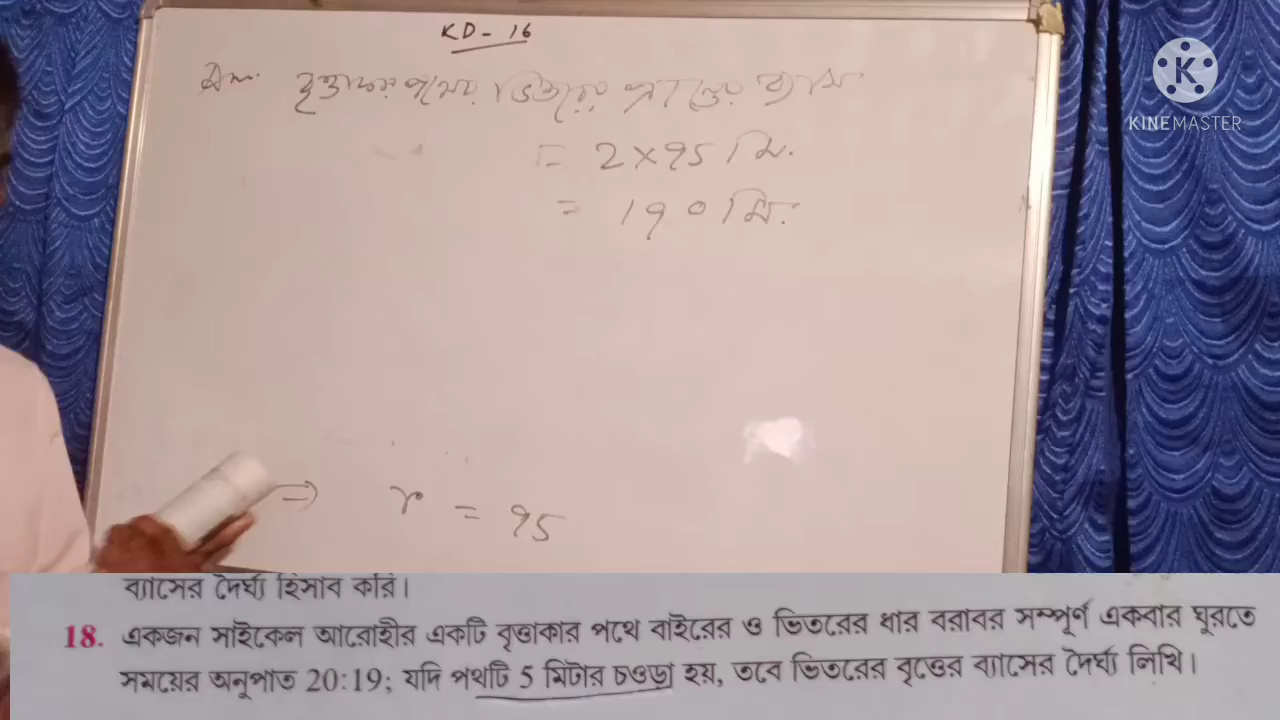 KD - 16
Ans. বৃত্তাকার পথের ভিতরের প্রান্তের ব্যাস
= 2 × 95 মি.
= 190 মি.
⇒ r = 95
K
KINEMASTER
ব্যাসের দৈর্ঘ্য হিসাব করি।
18. একজন সাইকেল আরোহীর একটি বৃত্তাকার পথে বাইরের ও ভিতরের ধার বরাবর সম্পূর্ণ একবার ঘুরতে
সময়ের অনুপাত 20:19; যদি পথটি 5 মিটার চওড়া হয়, তবে ভিতরের বৃত্তের ব্যাসের দৈর্ঘ্য লিখি।